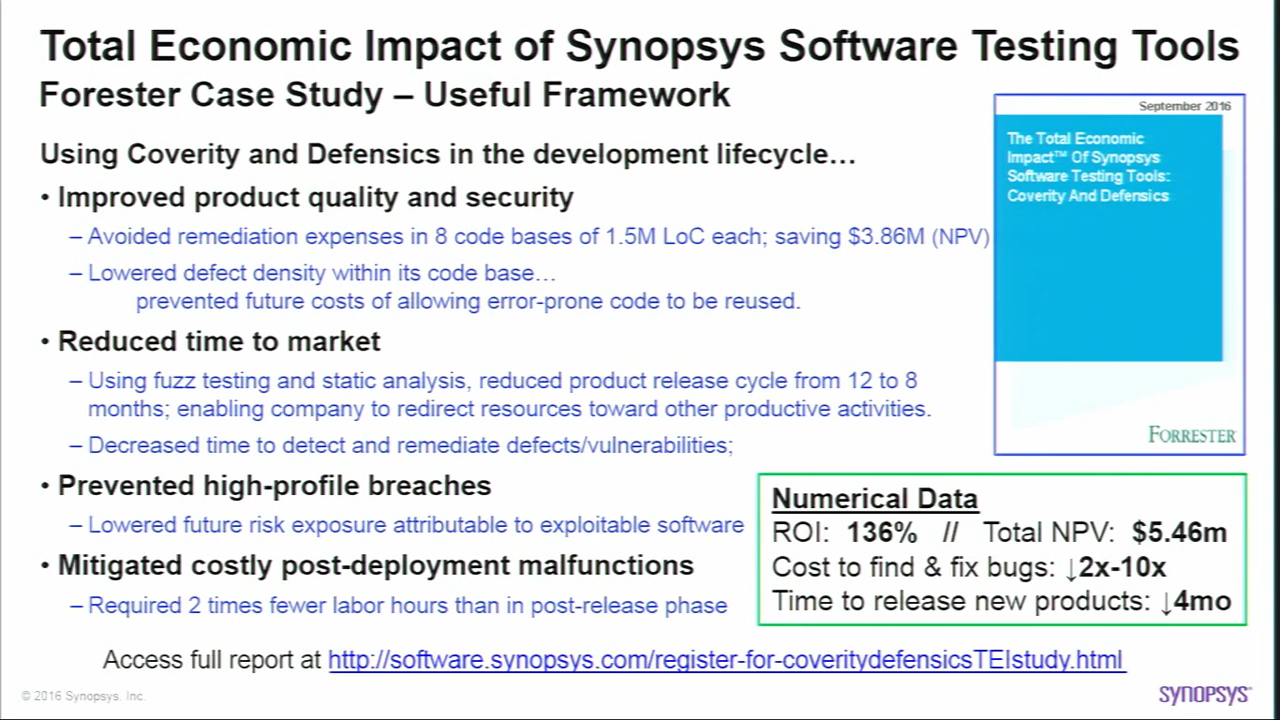 Total Economic Impact of Synopsys Software Testing Tools
Forester Case Study – Useful Framework
Using Coverity and Defensics in the development lifecycle…
• Improved product quality and security
– Avoided remediation expenses in 8 code bases of 1.5M LoC each; saving $3.86M (NPV)
– Lowered defect density within its code base…
prevented future costs of allowing error-prone code to be reused.
• Reduced time to market
– Using fuzz testing and static analysis, reduced product release cycle from 12 to 8
months; enabling company to redirect resources toward other productive activities.
– Decreased time to detect and remediate defects/vulnerabilities;
• Prevented high-profile breaches
– Lowered future risk exposure attributable to exploitable software
• Mitigated costly post-deployment malfunctions
– Required 2 times fewer labor hours than in post-release phase
September 2016
The Total Economic
Impact™ Of Synopsys
Software Testing Tools:
Coverity And Defensics
FORRESTER
Numerical Data
ROI: 136% // Total NPV: $5.46m
Cost to find & fix bugs: ↓2x-10x
Time to release new products: ↓4mo
Access full report at http://software.synopsys.com/register-for-coveritydefensicsTEIstudy.html
© 2016 Synopsys, Inc.
SYNOPSYS®